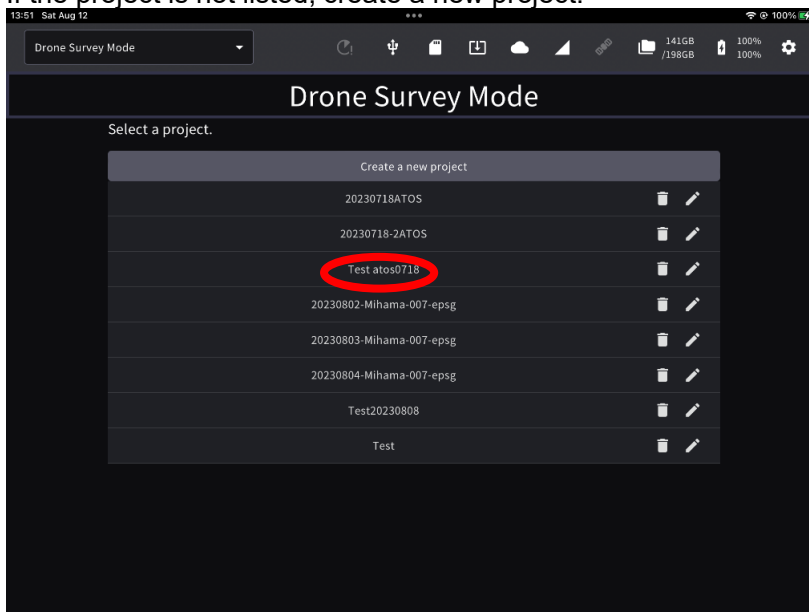 If the project is not listed, create a new project.
13:51 Sat Aug 12
100%
Drone Survey Mode
141GB
/198GB
100%
100%
Drone Survey Mode
Select a project.
Create a new project
20230718ATOS
20230718-2ATOS
Test atos0718
20230802-Mihama-007-epsg
20230803-Mihama-007-epsg
20230804-Mihama-007-epsg
Test20230808
Test